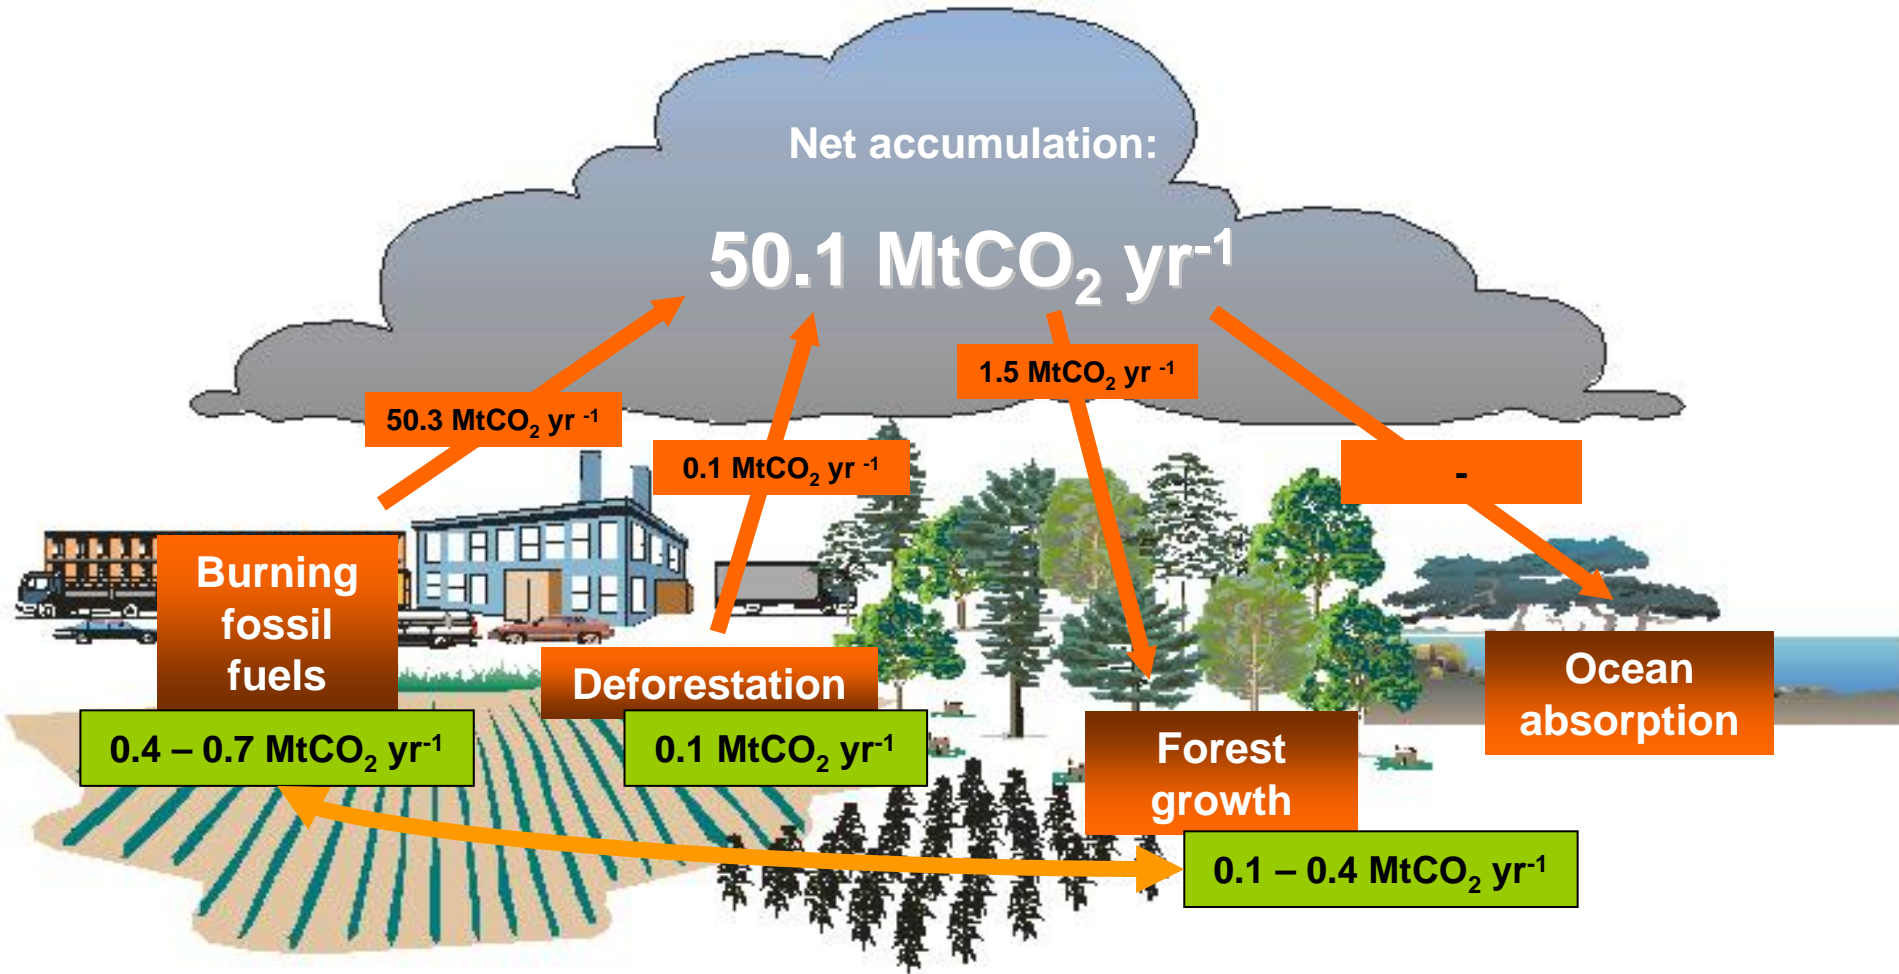 Net accumulation:
50.1 MtCO₂ yr⁻¹
1.5 MtCO₂ yr ⁻¹
50.3 MtCO₂ yr ⁻¹
0.1 MtCO₂ yr ⁻¹
-
Burning
fossil
fuels
Deforestation
Ocean
absorption
0.4 – 0.7 MtCO₂ yr⁻¹
0.1 MtCO₂ yr⁻¹
Forest
growth
0.1 – 0.4 MtCO₂ yr⁻¹